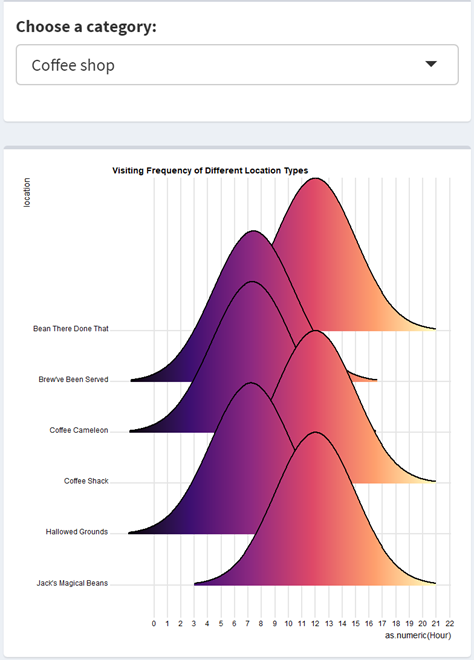 Choose a category:
Coffee shop
Visiting Frequency of Different Location Types
location
Bean There Done That
Brew've Been Served
Coffee Cameleon
Coffee Shack
Hallowed Grounds
Jack's Magical Beans
0 1 2 3 4 5 6 7 8 9 10 11 12 13 14 15 16 17 18 19 20 21 22
as.numeric(Hour)